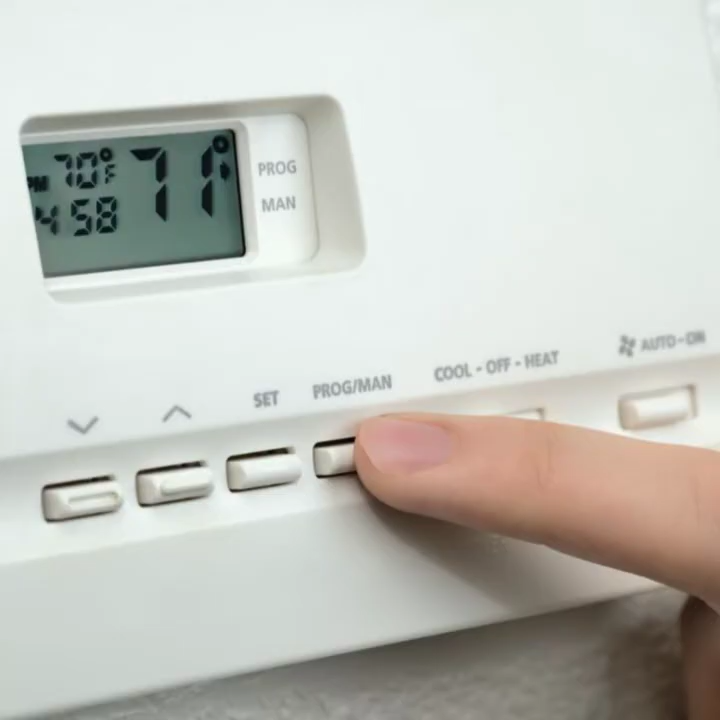 PM 70°F 71°
4 58
PROG
MAN
SET PROG/MAN COOL - OFF - HEAT AUTO - ON